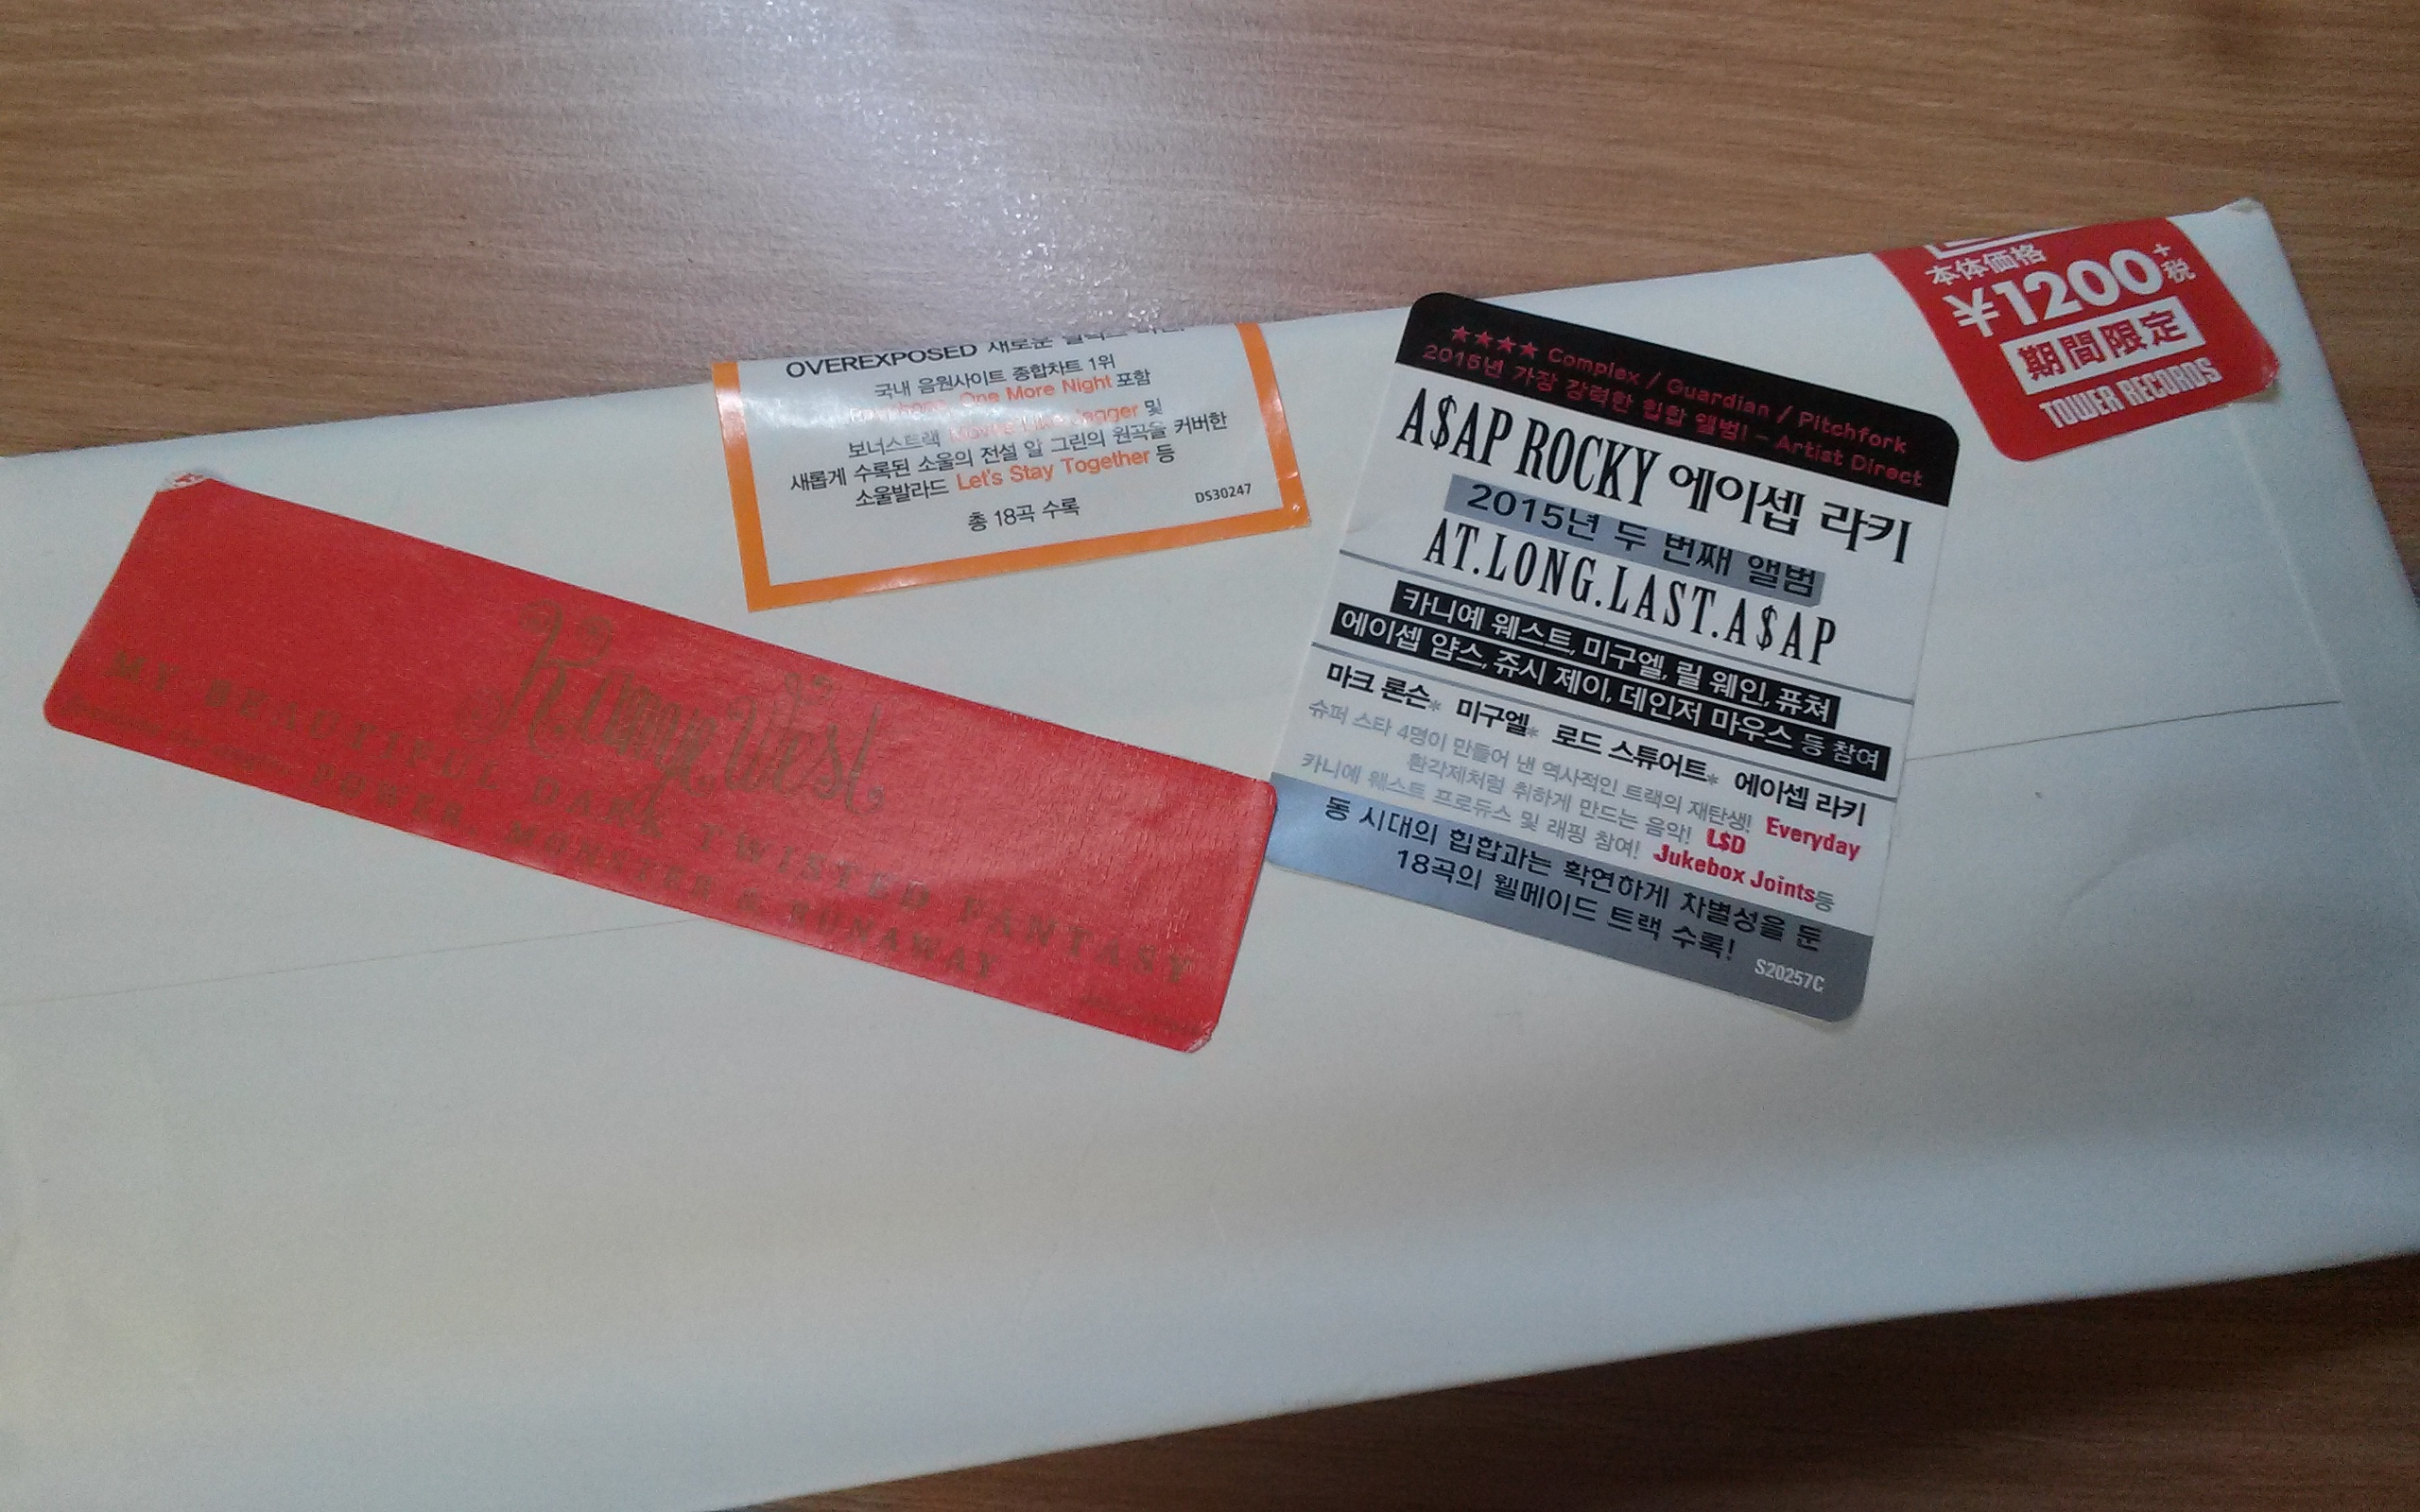 Kanye West
MY BEAUTIFUL DARK TWISTED FANTASY
POWER, MONSTER & RUNAWAY
OVEREXPOSED 새로운
국내 음원사이트 종합차트 1위
One More Night 포함
보너스트랙 Moves Like Jagger 및
새롭게 수록된 소울의 전설 알 그린의 원곡을 커버한
소울발라드 Let's Stay Together 등
총 18곡 수록
DS30247
★★★★ Complex / Guardian / Pitchfork
2015년 가장 강력한 힙합 앨범! - Artist Direct
A$AP ROCKY 에이셉 라키
2015년 두 번째 앨범
AT.LONG.LAST.A$AP
카니예 웨스트, 미구엘, 릴 웨인, 퓨쳐
에이셉 얌스, 쥬시 제이, 데인저 마우스 등 참여
마크 론슨* 미구엘* 로드 스튜어트* 에이셉 라키
슈퍼 스타 4명이 만들어 낸 역사적인 트랙의 재탄생! Everyday
환각제처럼 취하게 만드는 음악! L$D
카니예 웨스트 프로듀스 및 래핑 참여! Jukebox Joints등
동 시대의 힙합과는 확연하게 차별성을 둔
18곡의 웰메이드 트랙 수록!
S20257C
本体価格
¥1200+税
期間限定
TOWER RECORDS